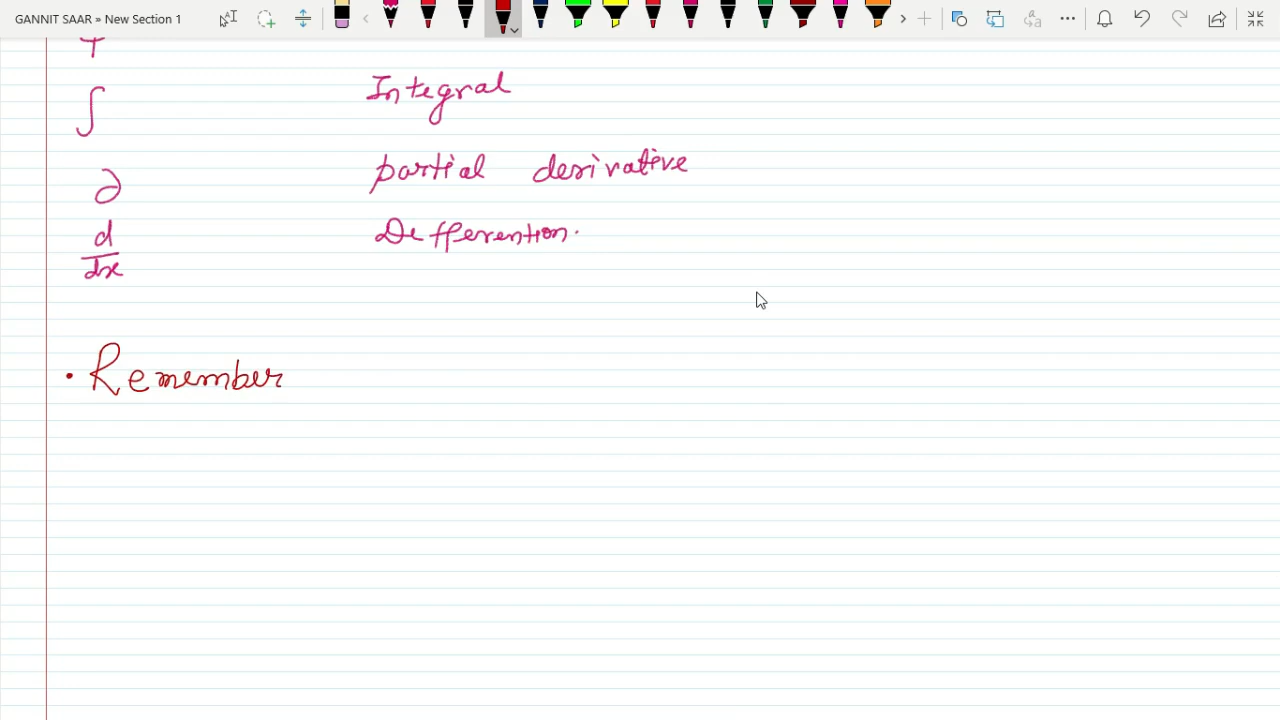 GANNIT SAAR » New Section 1
∫ Integral
∂ partial derivative
d/dx Defferention.
• Remember